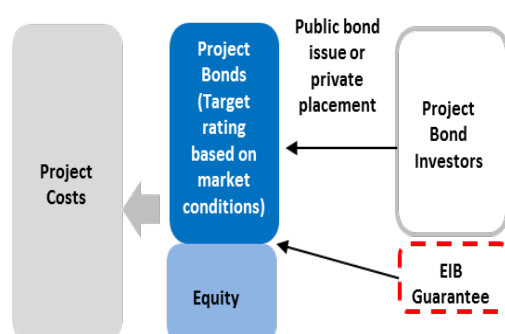 Project
Costs
Project
Bonds
(Target
rating
based on
market
conditions)
Equity
Public bond
issue or
private
placement
Project
Bond
Investors
EIB
Guarantee